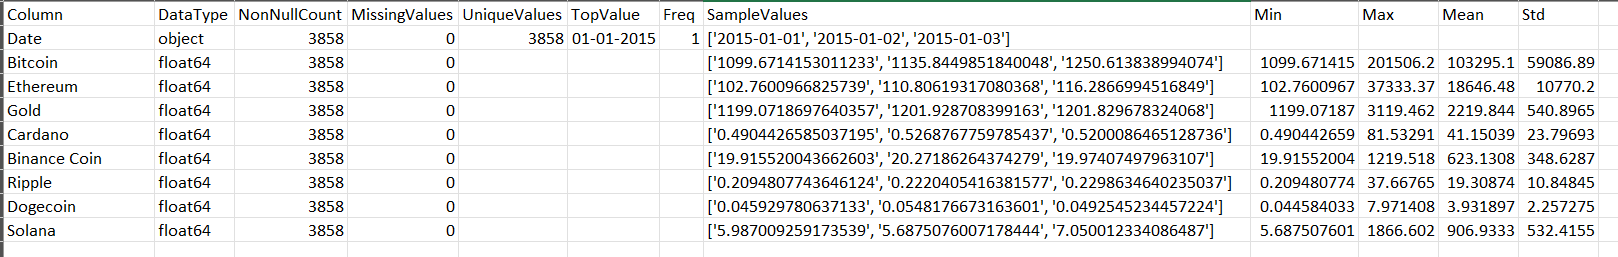 Column DataType NonNullCount MissingValues UniqueValues TopValue Freq SampleValues Min Max Mean Std
Date object 3858 0 3858 01-01-2015 1 ['2015-01-01', '2015-01-02', '2015-01-03']
Bitcoin float64 3858 0 ['1099.6714153011233', '1135.8449851840048', '1250.613838994074'] 1099.671415 201506.2 103295.1 59086.89
Ethereum float64 3858 0 ['102.7600966825739', '110.80619317080368', '116.2866994516849'] 102.7600967 37333.37 18646.48 10770.2
Gold float64 3858 0 ['1199.0718697640357', '1201.928708399163', '1201.829678324068'] 1199.07187 3119.462 2219.844 540.8965
Cardano float64 3858 0 ['0.4904426585037195', '0.5268767759785437', '0.5200086465128736'] 0.490442659 81.53291 41.15039 23.79693
Binance Coin float64 3858 0 ['19.915520043662603', '20.27186264374279', '19.97407497963107'] 19.91552004 1219.518 623.1308 348.6287
Ripple float64 3858 0 ['0.2094807743646124', '0.2220405416381577', '0.2298634640235037'] 0.209480774 37.66765 19.30874 10.84845
Dogecoin float64 3858 0 ['0.045929780637133', '0.0548176673163601', '0.0492545234457224'] 0.044584033 7.971408 3.931897 2.257275
Solana float64 3858 0 ['5.987009259173539', '5.6875076007178444', '7.050012334086487'] 5.687507601 1866.602 906.9333 532.4155